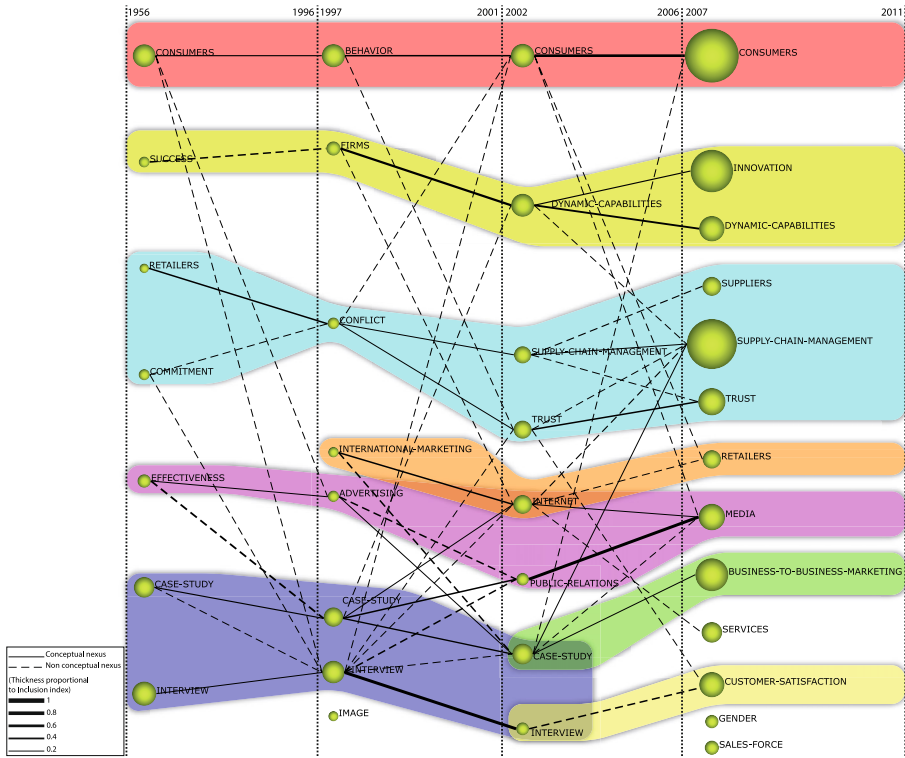 1956
1996 1997
2001 2002
2006 2007
2011
CONSUMERS
BEHAVIOR
CONSUMERS
CONSUMERS
SUCCESS
FIRMS
DYNAMIC-CAPABILITIES
INNOVATION
DYNAMIC-CAPABILITIES
RETAILERS
COMMITMENT
CONFLICT
SUPPLY-CHAIN-MANAGEMENT
TRUST
SUPPLIERS
SUPPLY-CHAIN-MANAGEMENT
TRUST
INTERNATIONAL-MARKETING
INTERNET
RETAILERS
EFFECTIVENESS
ADVERTISING
PUBLIC-RELATIONS
MEDIA
CASE-STUDY
CASE-STUDY
CASE-STUDY
BUSINESS-TO-BUSINESS-MARKETING
SERVICES
INTERVIEW
INTERVIEW
INTERVIEW
CUSTOMER-SATISFACTION
IMAGE
GENDER
SALES-FORCE
Conceptual nexus
Non conceptual nexus
(Thickness proportional
to Inclusion index)
1
0.8
0.6
0.4
0.2